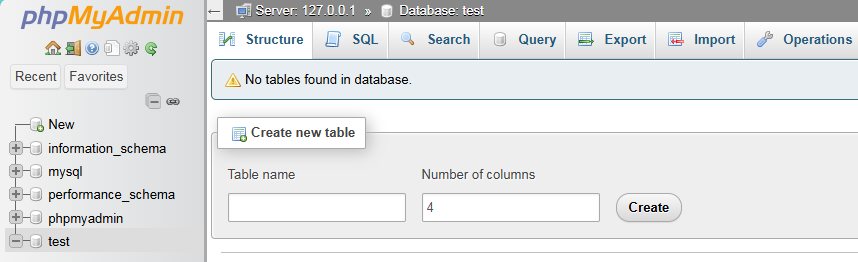 phpMyAdmin
Recent Favorites
New
information_schema
mysql
performance_schema
phpmyadmin
test
Server: 127.0.0.1 » Database: test
Structure SQL Search Query Export Import Operations
No tables found in database.
Create new table
Table name Number of columns
4 Create